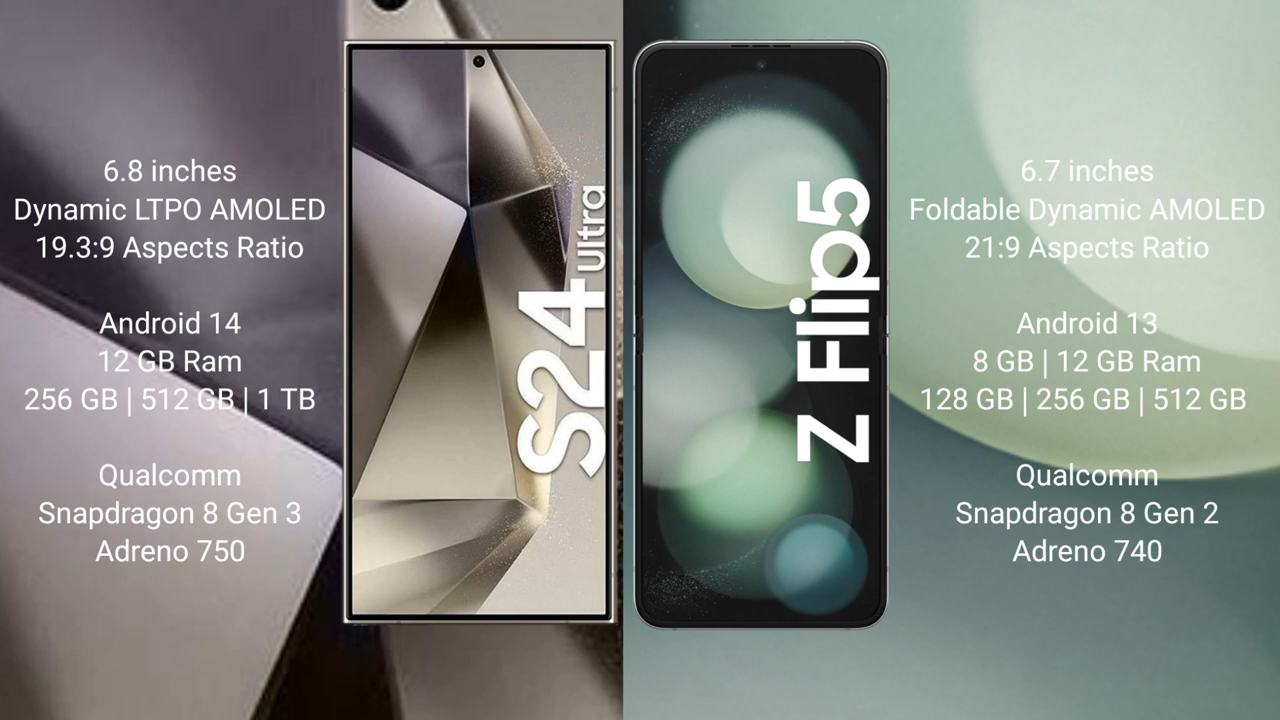 6.8 inches
Dynamic LTPO AMOLED
19.3:9 Aspects Ratio
Android 14
12 GB Ram
256 GB | 512 GB | 1 TB
Qualcomm
Snapdragon 8 Gen 3
Adreno 750
S24 ultra
Z Flip5
6.7 inches
Foldable Dynamic AMOLED
21:9 Aspects Ratio
Android 13
8 GB | 12 GB Ram
128 GB | 256 GB | 512 GB
Qualcomm
Snapdragon 8 Gen 2
Adreno 740